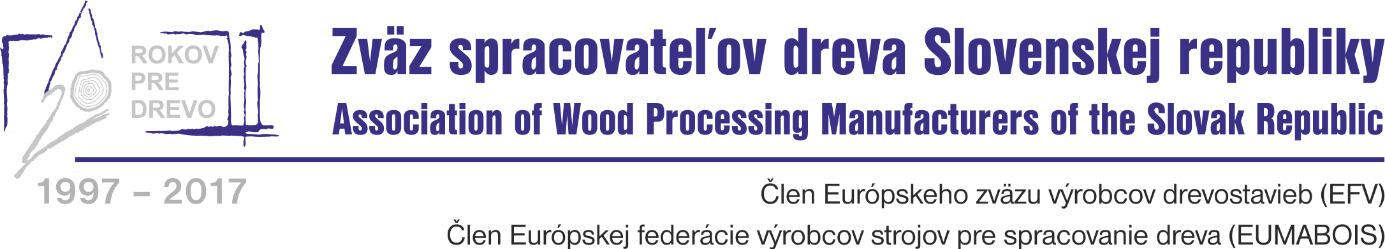 20
ROKOV
PRE
DREVO
1997 – 2017
Zväz spracovateľov dreva Slovenskej republiky
Association of Wood Processing Manufacturers of the Slovak Republic
Člen Európskeho zväzu výrobcov drevostavieb (EFV)
Člen Európskej federácie výrobcov strojov pre spracovanie dreva (EUMABOIS)